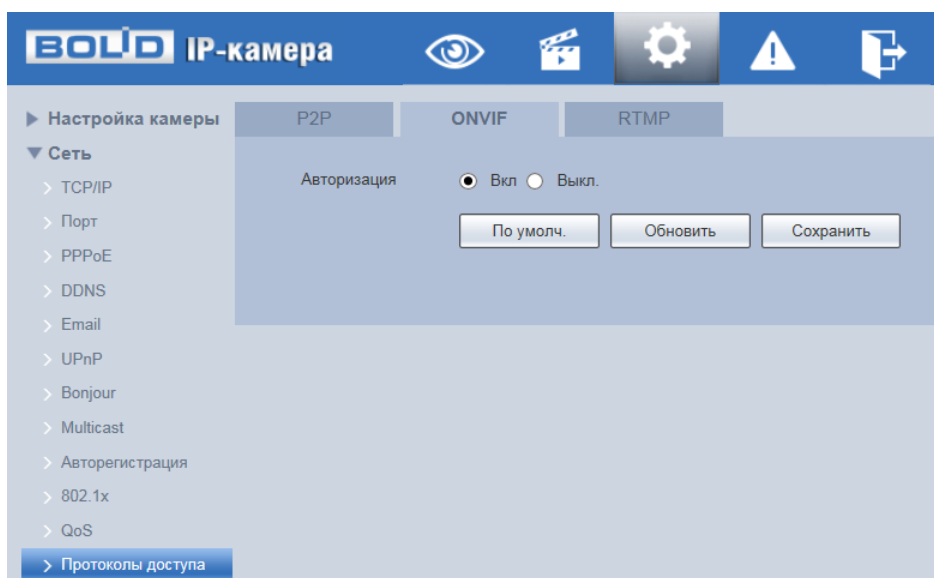 BOLID IP-камера
Настройка камеры
Сеть
TCP/IP
Порт
PPPoE
DDNS
Email
UPnP
Bonjour
Multicast
Авторегистрация
802.1x
QoS
Протоколы доступа
P2P ONVIF RTMP
Авторизация Вкл Выкл.
По умолч. Обновить Сохранить